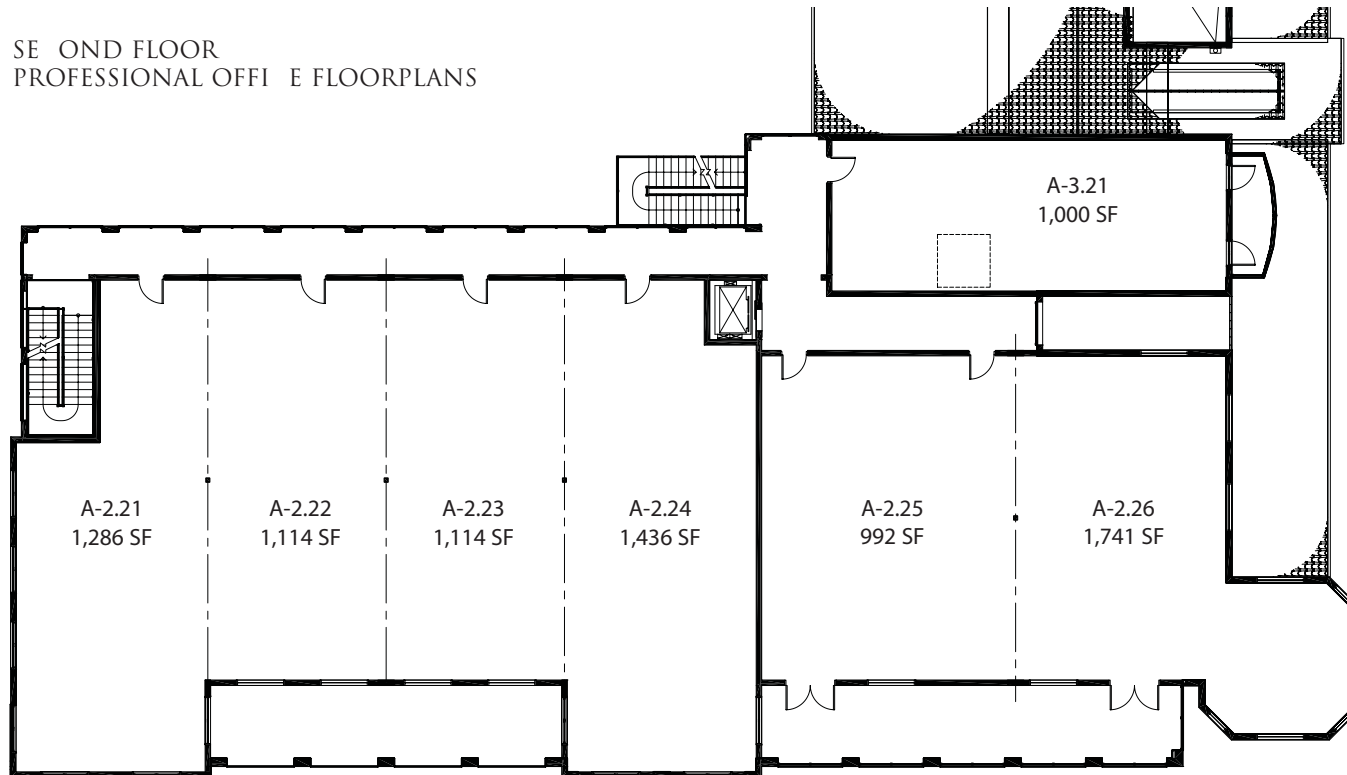 SE OND FLOOR
PROFESSIONAL OFFI E FLOORPLANS
A-3.21
1,000 SF
A-2.21
1,286 SF
A-2.22
1,114 SF
A-2.23
1,114 SF
A-2.24
1,436 SF
A-2.25
992 SF
A-2.26
1,741 SF